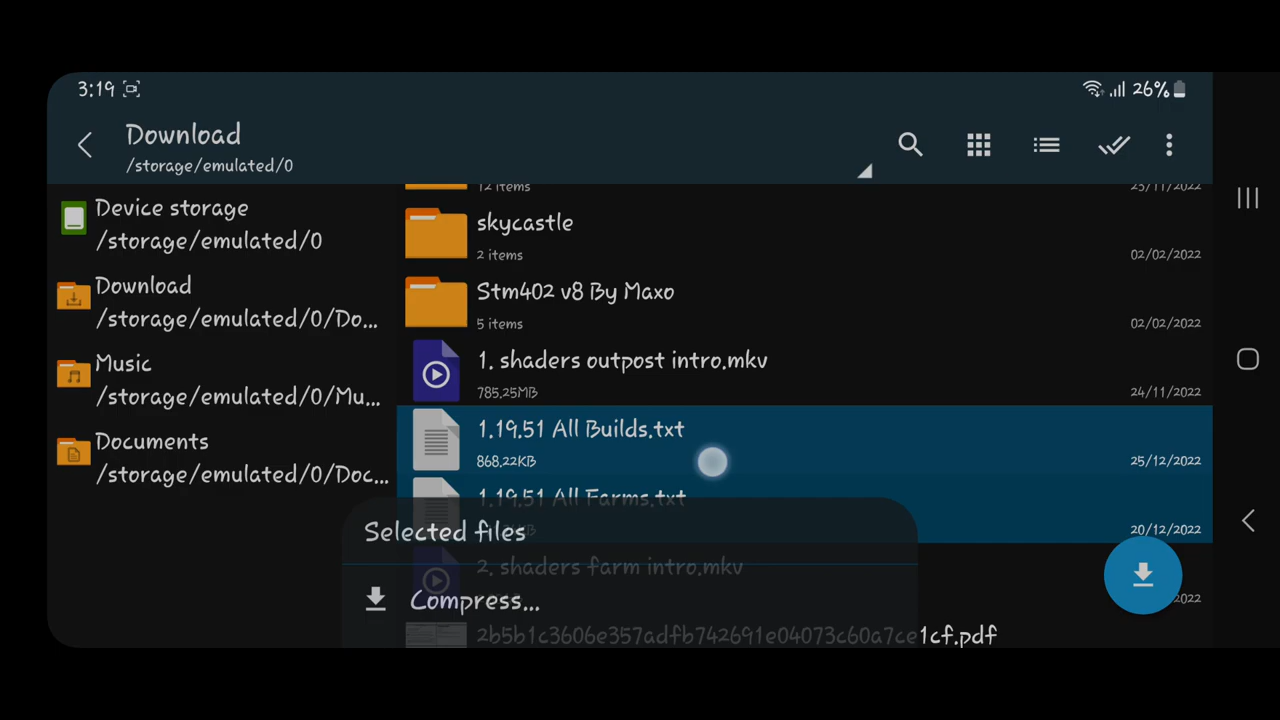 3:19
26%
Download
/storage/emulated/0
Device storage
/storage/emulated/0
Download
/storage/emulated/0/Do...
Music
/storage/emulated/0/Mu...
Documents
/storage/emulated/0/Doc...
12 items
23/11/2022
skycastle
2 items
02/02/2022
Stm402 v8 By Maxo
5 items
02/02/2022
1. shaders outpost intro.mkv
785.25MB
24/11/2022
1.19.51 All Builds.txt
868.22KB
25/12/2022
1.19.51 All Farms.txt
20/12/2022
2. shaders farm intro.mkv
2022
2b5b1c3606e357adfb742691e04073c60a7ce1cf.pdf
Selected files
Compress...